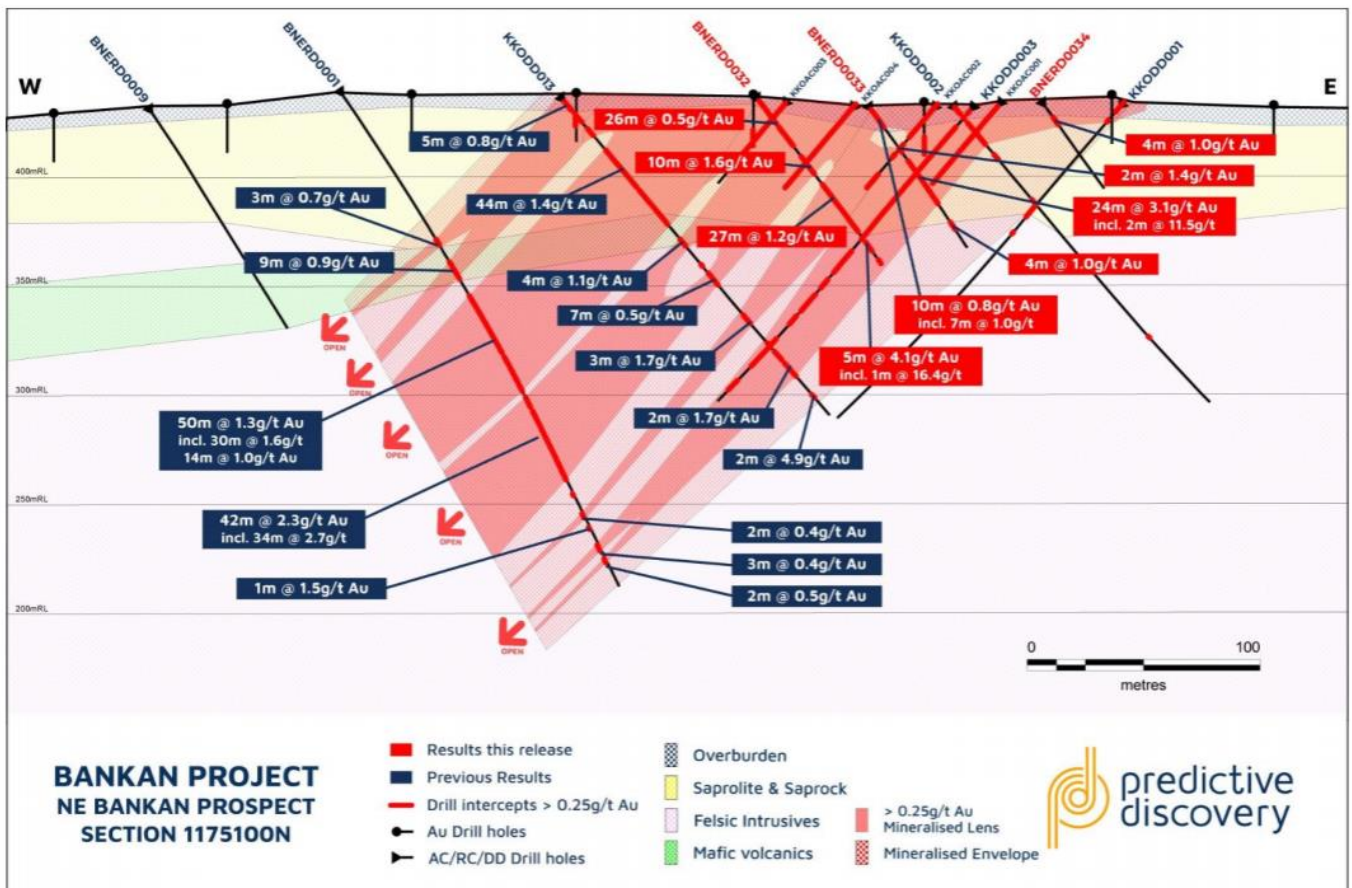 W
E
BNERD0009
BNERD0001
KKODD013
BNERD0032
KKOAC003
BNERD0033
KKOAC004
KKODD002
KKOAC002
KKODD003
KKOAC001
BNERD0034
KKODD001
5m @ 0.8g/t Au
26m @ 0.5g/t Au
4m @ 1.0g/t Au
10m @ 1.6g/t Au
2m @ 1.4g/t Au
400mRL
3m @ 0.7g/t Au
44m @ 1.4g/t Au
24m @ 3.1g/t Au
incl. 2m @ 11.5g/t
27m @ 1.2g/t Au
9m @ 0.9g/t Au
4m @ 1.0g/t Au
350mRL
4m @ 1.1g/t Au
10m @ 0.8g/t Au
incl. 7m @ 1.0g/t
7m @ 0.5g/t Au
OPEN
3m @ 1.7g/t Au
5m @ 4.1g/t Au
incl. 1m @ 16.4g/t
300mRL
OPEN
50m @ 1.3g/t Au
incl. 30m @ 1.6g/t
14m @ 1.0g/t Au
2m @ 1.7g/t Au
OPEN
2m @ 4.9g/t Au
250mRL
42m @ 2.3g/t Au
incl. 34m @ 2.7g/t
OPEN
2m @ 0.4g/t Au
3m @ 0.4g/t Au
1m @ 1.5g/t Au
2m @ 0.5g/t Au
200mRL
OPEN
0 100
metres
BANKAN PROJECT
NE BANKAN PROSPECT
SECTION 1175100N
Results this release
Previous Results
Drill intercepts > 0.25g/t Au
Au Drill holes
AC/RC/DD Drill holes
Overburden
Saprolite & Saprock
Felsic Intrusives
Mafic volcanics
> 0.25g/t Au
Mineralised Lens
Mineralised Envelope
predictive
discovery